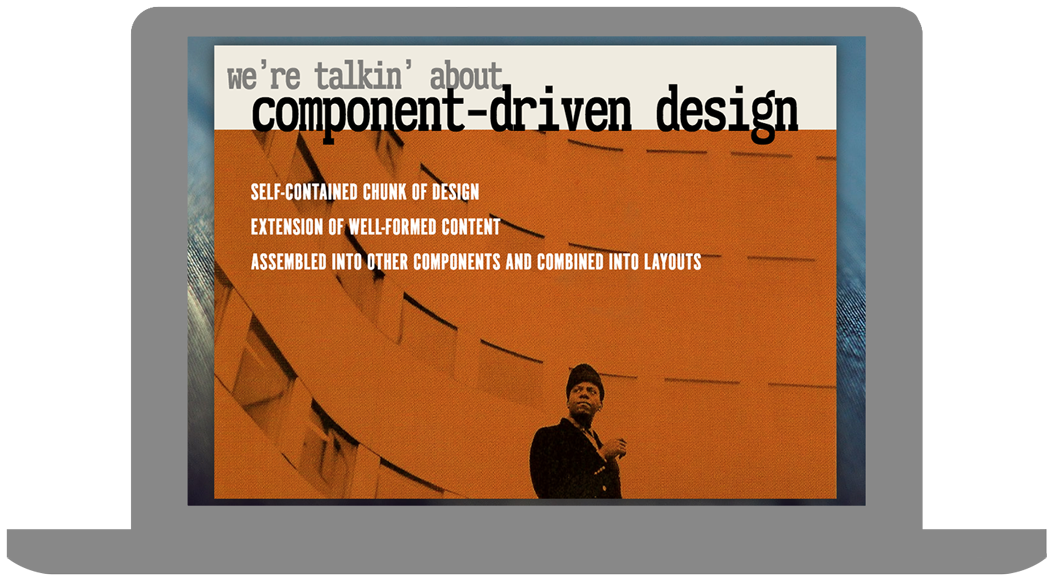 we're talkin' about
component-driven design
SELF-CONTAINED CHUNK OF DESIGN
EXTENSION OF WELL-FORMED CONTENT
ASSEMBLED INTO OTHER COMPONENTS AND COMBINED INTO LAYOUTS